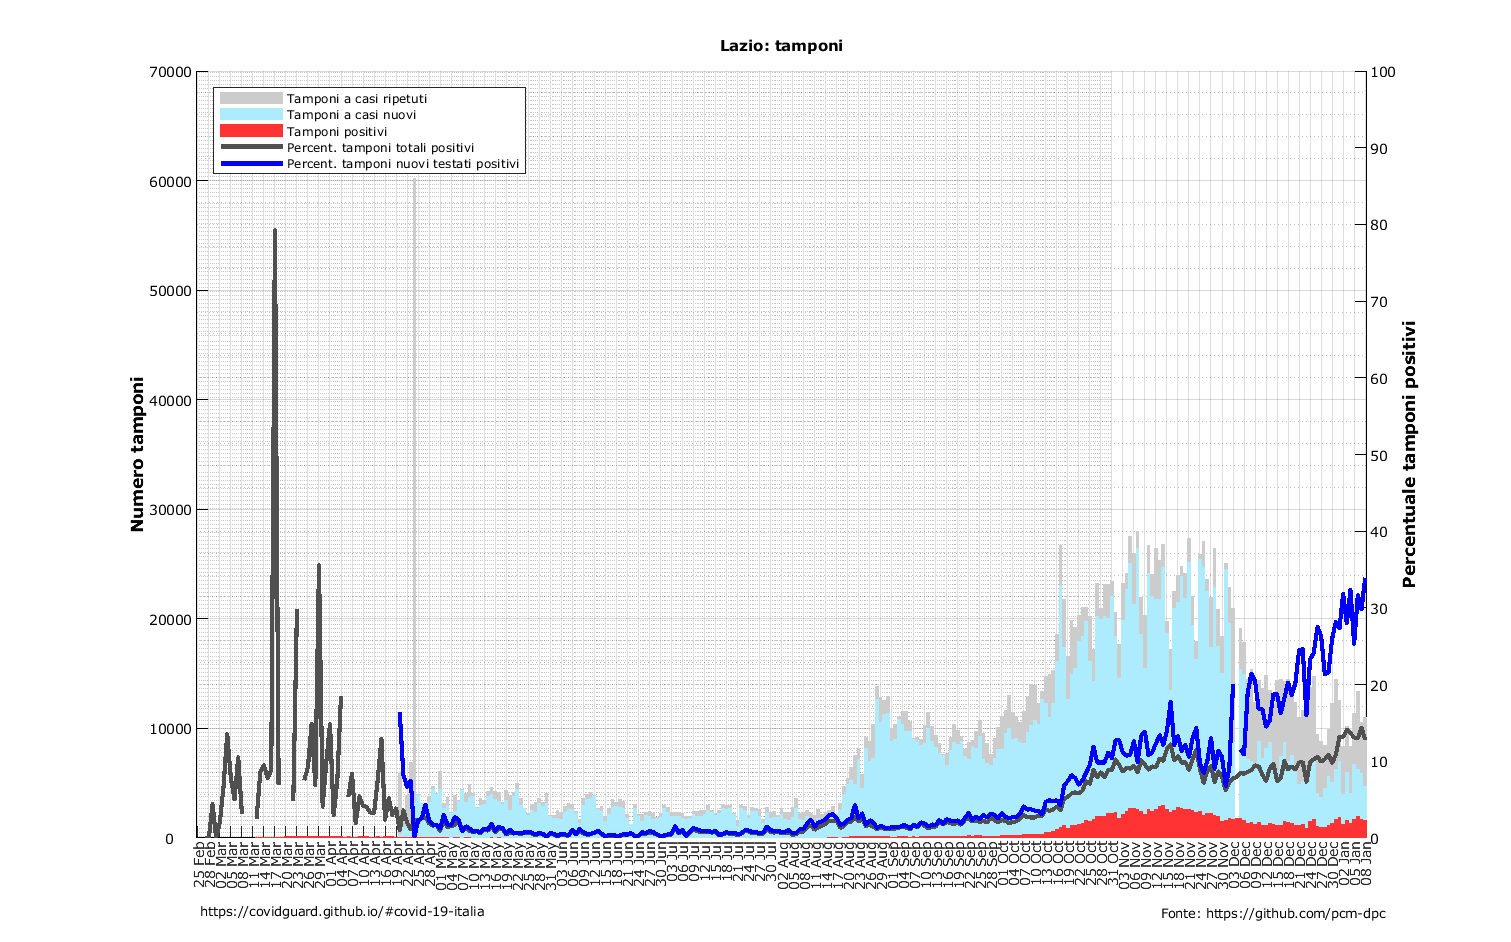 Lazio: tamponi
Tamponi a casi ripetuti
Tamponi a casi nuovi
Tamponi positivi
Percent. tamponi totali positivi
Percent. tamponi nuovi testati positivi
Numero tamponi
70000
60000
50000
40000
30000
20000
10000
0
Percentuale tamponi positivi
100
90
80
70
60
50
40
30
20
10
0
25 Feb
28 Feb
02 Mar
05 Mar
08 Mar
11 Mar
14 Mar
17 Mar
20 Mar
23 Mar
26 Mar
29 Mar
01 Apr
04 Apr
07 Apr
10 Apr
13 Apr
16 Apr
19 Apr
22 Apr
25 Apr
28 Apr
01 May
04 May
07 May
10 May
13 May
16 May
19 May
22 May
25 May
28 May
31 May
03 Jun
06 Jun
09 Jun
12 Jun
15 Jun
18 Jun
21 Jun
24 Jun
27 Jun
30 Jun
03 Jul
06 Jul
09 Jul
12 Jul
15 Jul
18 Jul
21 Jul
24 Jul
27 Jul
30 Jul
02 Aug
05 Aug
08 Aug
11 Aug
14 Aug
17 Aug
20 Aug
23 Aug
26 Aug
29 Aug
01 Sep
04 Sep
07 Sep
10 Sep
13 Sep
16 Sep
19 Sep
22 Sep
25 Sep
28 Sep
01 Oct
04 Oct
07 Oct
10 Oct
13 Oct
16 Oct
19 Oct
22 Oct
25 Oct
28 Oct
31 Oct
03 Nov
06 Nov
09 Nov
12 Nov
15 Nov
18 Nov
21 Nov
24 Nov
27 Nov
30 Nov
03 Dec
06 Dec
09 Dec
12 Dec
15 Dec
18 Dec
21 Dec
24 Dec
27 Dec
30 Dec
02 Jan
05 Jan
08 Jan
https://covidguard.github.io/#covid-19-italia
Fonte: https://github.com/pcm-dpc